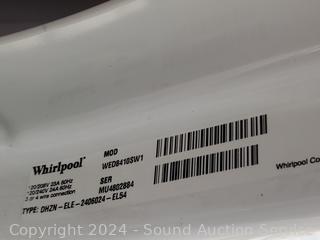 Whirlpool
MOD
WED8410SW1
120/208V 23A 60Hz
120/240V 24A 60Hz
3 or 4 wire connection
SER
MU4802884
TYPE: DHZN-ELE-2406024-EL54
Whirlpool Co
Copyright 2024 - Sound Auction Service